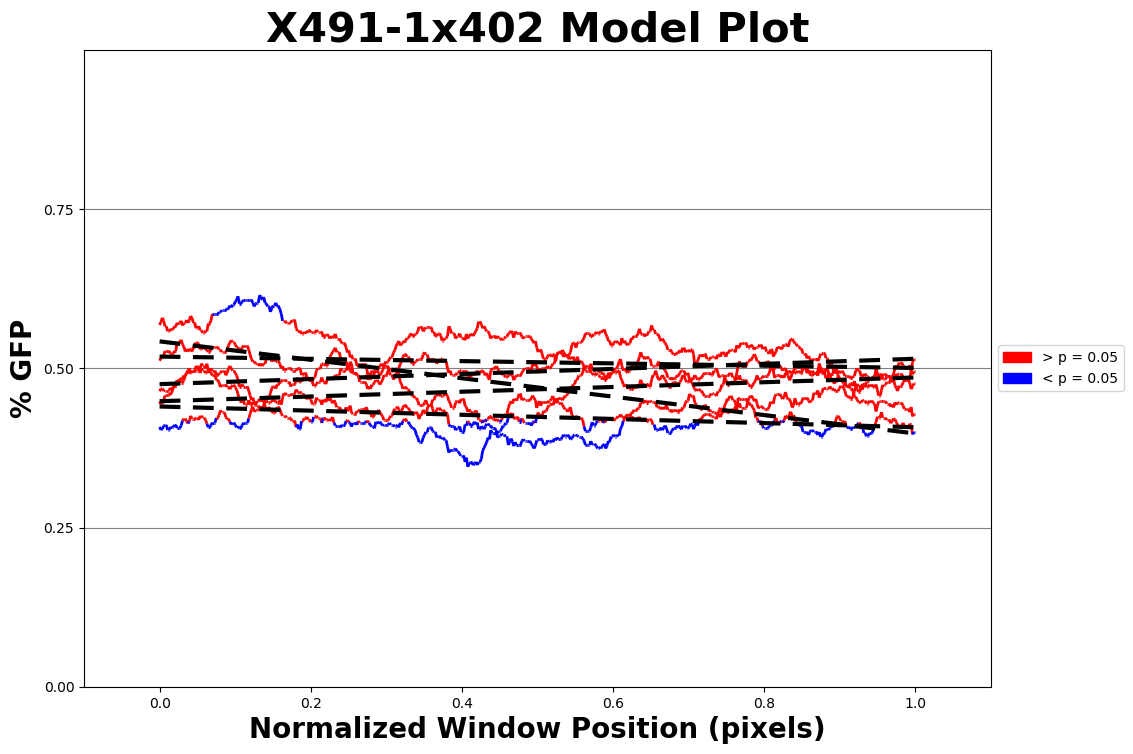 X491-1x402 Model Plot
% GFP
0.75
0.50
0.25
0.00
0.0 0.2 0.4 0.6 0.8 1.0
Normalized Window Position (pixels)
> p = 0.05
< p = 0.05